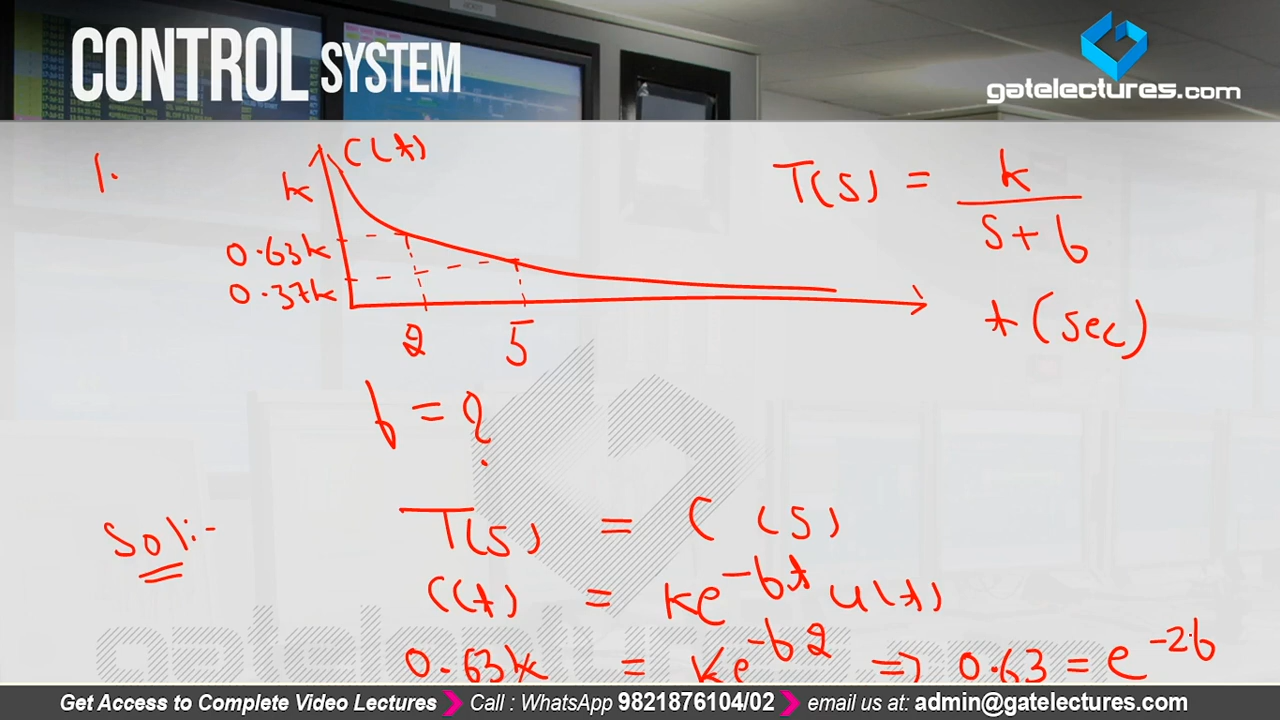 CONTROL SYSTEM
gatelectures.com
1.
C(t)
k
0.63k
0.37k
2
5
T(s) = k / s+b
t (sec)
b = ?
Sol:-
T(s) = C(s)
C(t) = ke^-bt u(t)
0.63k = ke^-b2 => 0.63 = e^-2b
gatelectures.com
Get Access to Complete Video Lectures Call : WhatsApp 9821876104/02 email us at: admin@gatelectures.com